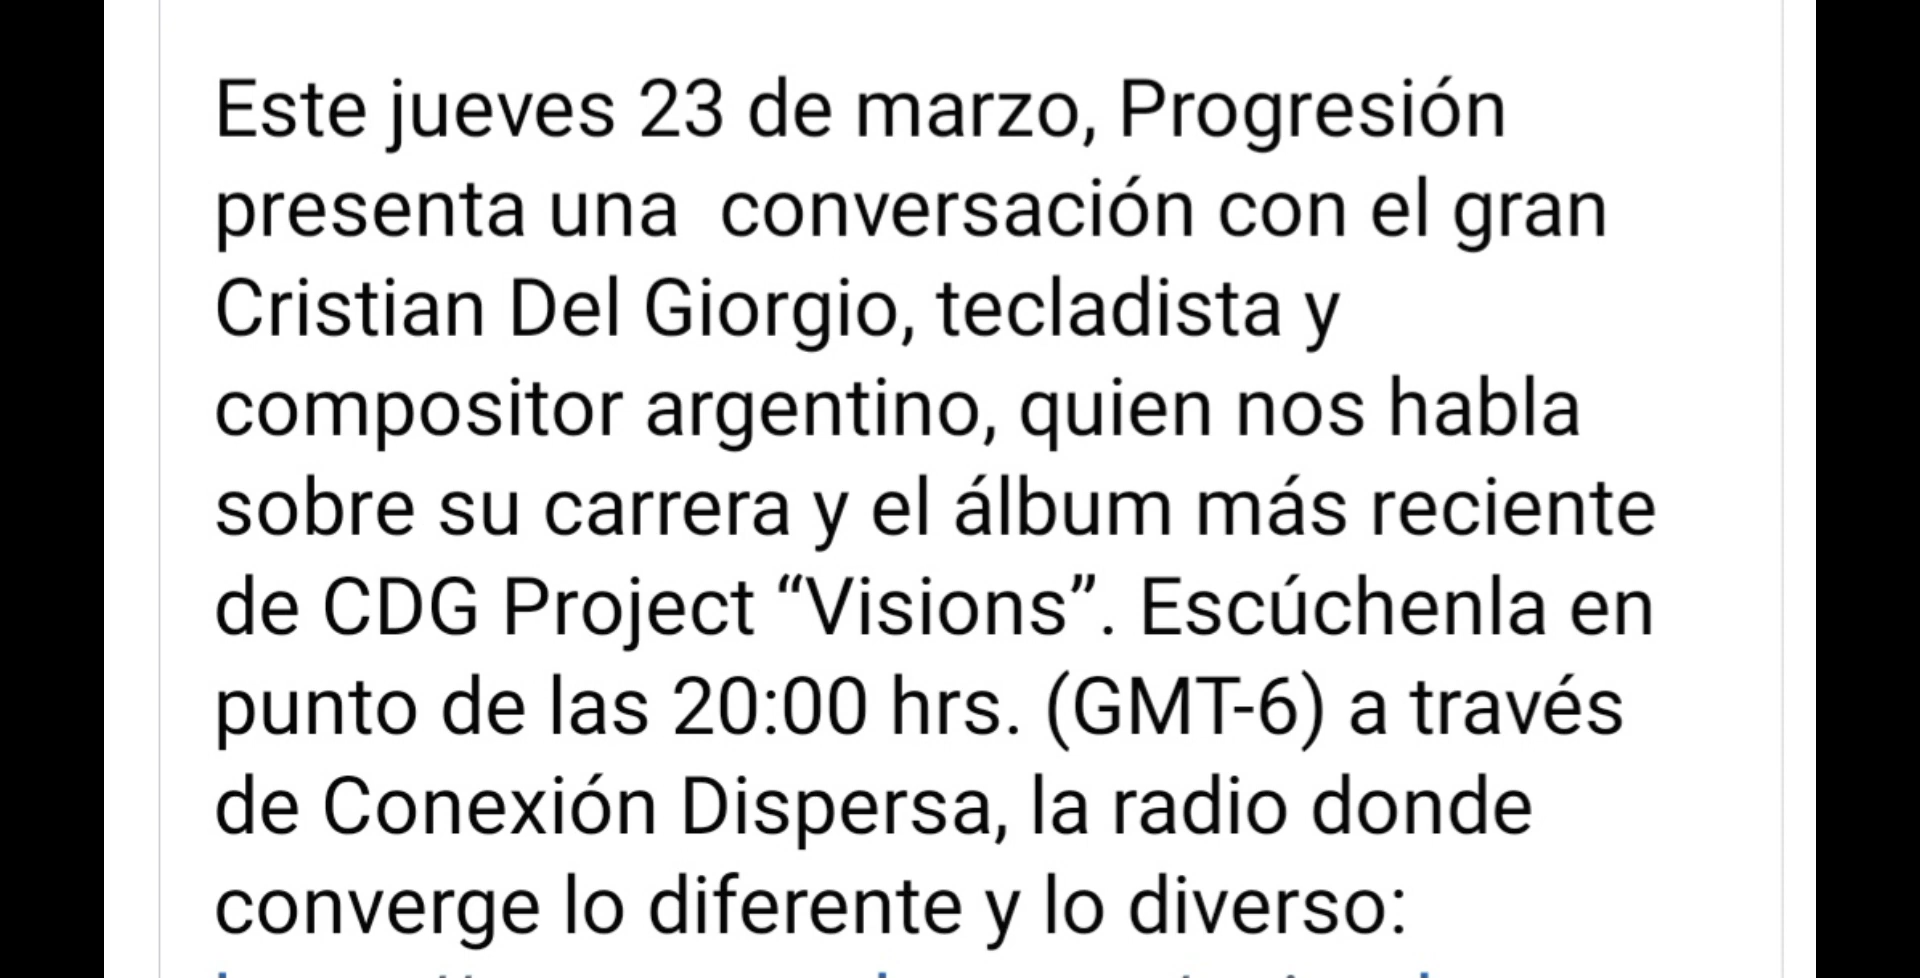 Este jueves 23 de marzo, Progresión
presenta una  conversación con el gran
Cristian Del Giorgio, tecladista y
compositor argentino, quien nos habla
sobre su carrera y el álbum más reciente
de CDG Project “Visions”. Escúchenla en
punto de las 20:00 hrs. (GMT-6) a través
de Conexión Dispersa, la radio donde
converge lo diferente y lo diverso: